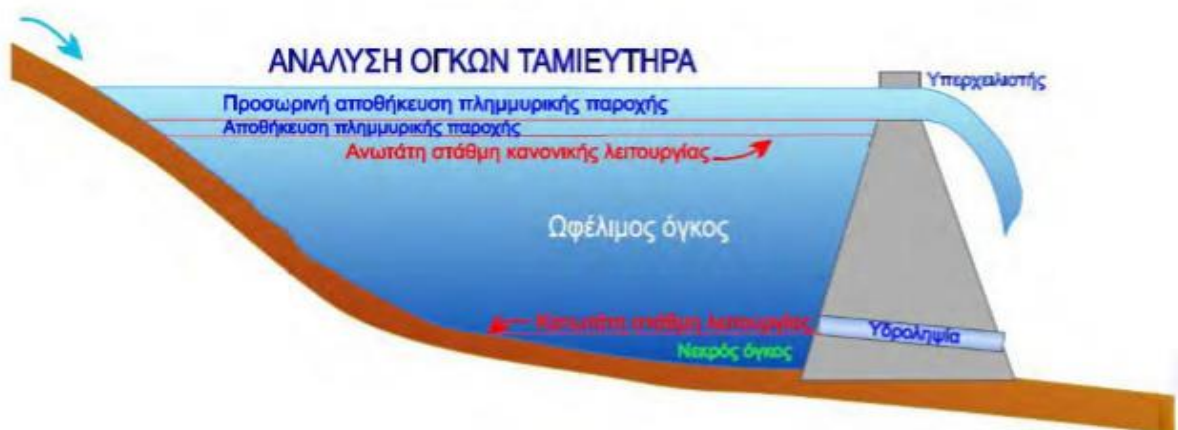 ΑΝΑΛΥΣΗ ΟΓΚΩΝ ΤΑΜΙΕΥΤΗΡΑ
Υπερχειλιστής
Προσωρινή αποθήκευση πλημμυρικής παροχής
Αποθήκευση πλημμυρικής παροχής
Ανωτάτη στάθμη κανονικής λειτουργίας
Ωφέλιμος όγκος
Κατωτάτη στάθμη λειτουργίας
Υδροληψία
Νεκρός όγκος